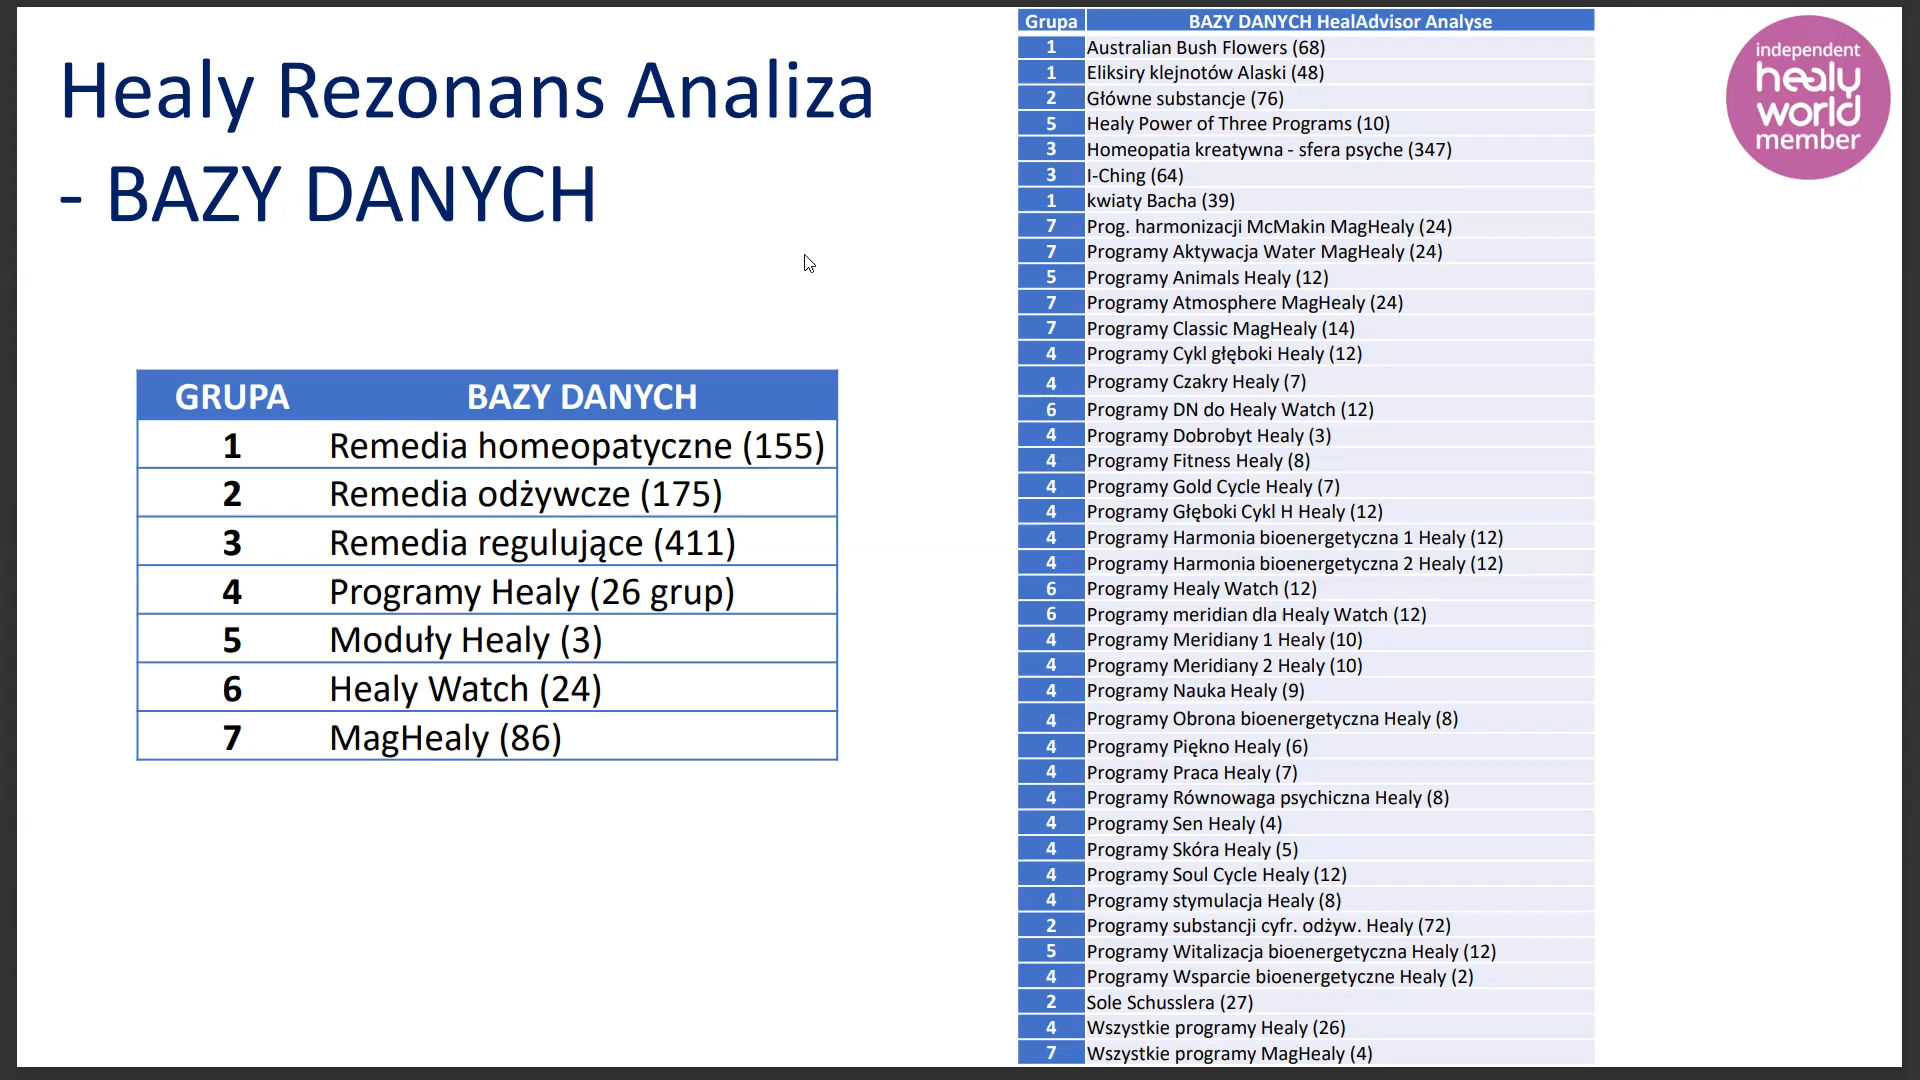 Healy Rezonans Analiza
- BAZY DANYCH
GRUPA BAZY DANYCH
1 Remedia homeopatyczne (155)
2 Remedia odżywcze (175)
3 Remedia regulujące (411)
4 Programy Healy (26 grup)
5 Moduły Healy (3)
6 Healy Watch (24)
7 MagHealy (86)
Grupa BAZY DANYCH HealAdvisor Analyse
1 Australian Bush Flowers (68)
1 Eliksiry klejnotów Alaski (48)
2 Główne substancje (76)
5 Healy Power of Three Programs (10)
3 Homeopatia kreatywna - sfera psyche (347)
3 I-Ching (64)
1 kwiaty Bacha (39)
7 Prog. harmonizacji McMakin MagHealy (24)
7 Programy Aktywacja Water MagHealy (24)
5 Programy Animals Healy (12)
7 Programy Atmosphere MagHealy (24)
7 Programy Classic MagHealy (14)
4 Programy Cykl głęboki Healy (12)
4 Programy Czakry Healy (7)
6 Programy DN do Healy Watch (12)
4 Programy Dobrobyt Healy (3)
4 Programy Fitness Healy (8)
4 Programy Gold Cycle Healy (7)
4 Programy Głęboki Cykl H Healy (12)
4 Programy Harmonia bioenergetyczna 1 Healy (12)
4 Programy Harmonia bioenergetyczna 2 Healy (12)
6 Programy Healy Watch (12)
6 Programy meridian dla Healy Watch (12)
4 Programy Meridiany 1 Healy (10)
4 Programy Meridiany 2 Healy (10)
4 Programy Nauka Healy (9)
4 Programy Obrona bioenergetyczna Healy (8)
4 Programy Piękno Healy (6)
4 Programy Praca Healy (7)
4 Programy Równowaga psychiczna Healy (8)
4 Programy Sen Healy (4)
4 Programy Skóra Healy (5)
4 Programy Soul Cycle Healy (12)
4 Programy stymulacja Healy (8)
2 Programy substancji cyfr. odżyw. Healy (72)
5 Programy Witalizacja bioenergetyczna Healy (12)
4 Programy Wsparcie bioenergetyczne Healy (2)
2 Sole Schusslera (27)
4 Wszystkie programy Healy (26)
7 Wszystkie programy MagHealy (4)
independent
healy
world
member